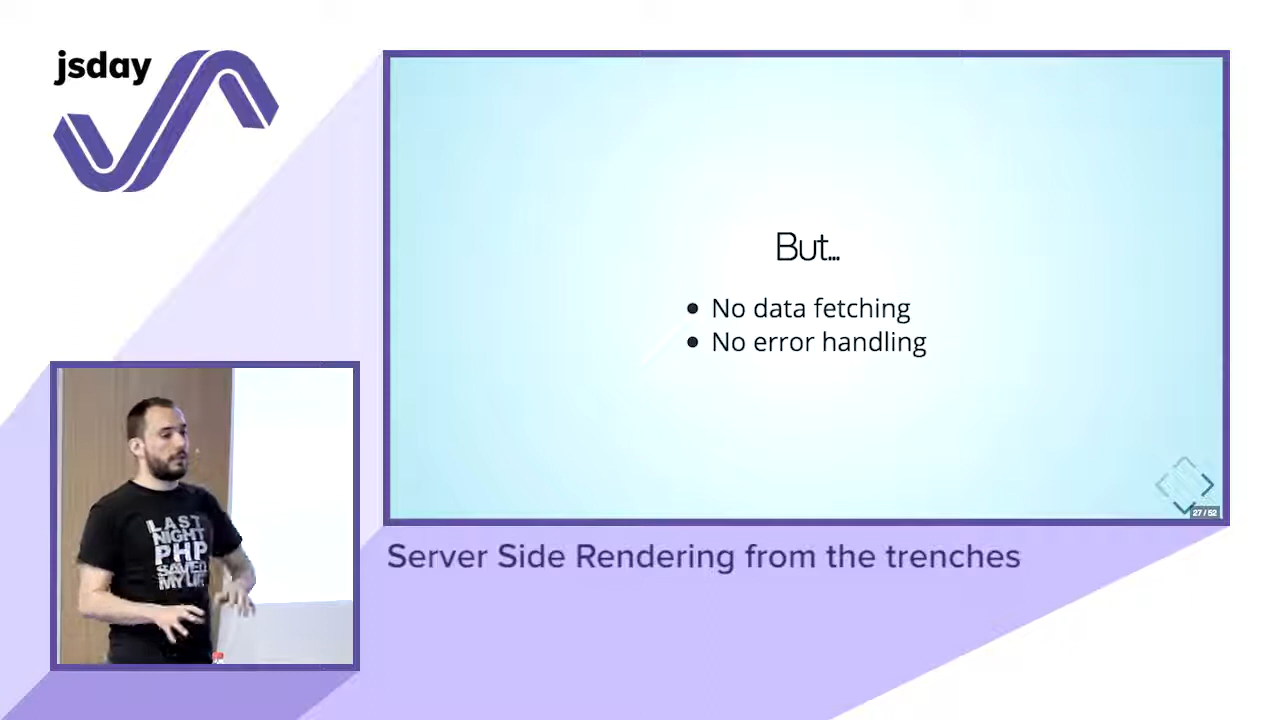 jsday
But...
No data fetching
No error handling
27 / 52
Server Side Rendering from the trenches
LAST
NIGHT
PHP
SAVED
MY LIFE